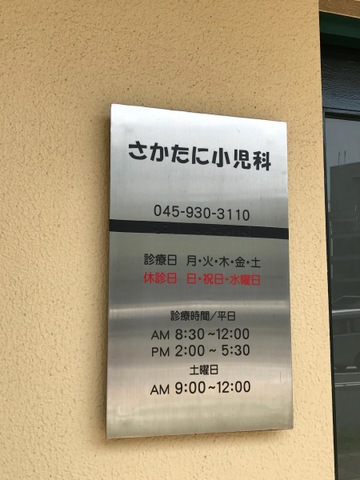 さかたに小児科
045-930-3110
診療日 月・火・木・金・土
休診日 日・祝日・水曜日
診療時間/平日
AM 8:30~12:00
PM 2:00~5:30
土曜日
AM 9:00~12:00